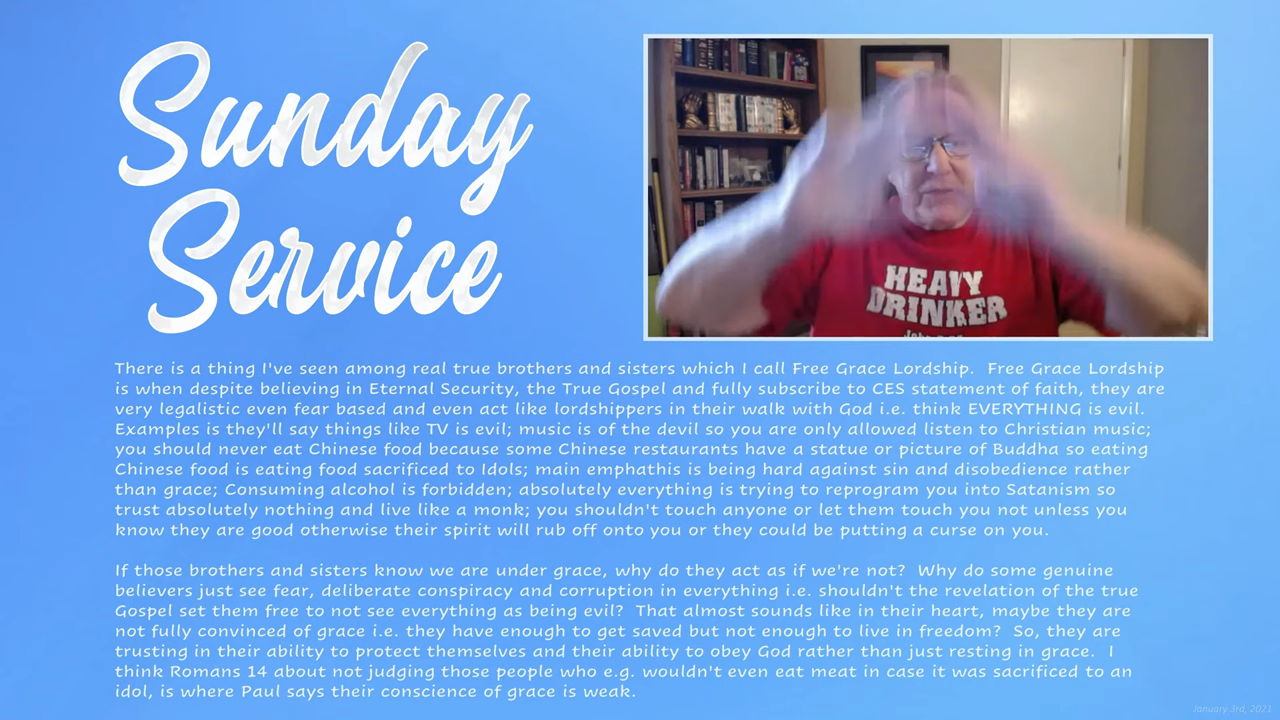 Sunday
Service
HEAVY
DRINKER
There is a thing I've seen among real true brothers and sisters which I call Free Grace Lordship.  Free Grace Lordship
is when despite believing in Eternal Security, the True Gospel and fully subscribe to CES statement of faith, they are
very legalistic even fear based and even act like lordshippers in their walk with God i.e. think EVERYTHING is evil.
Examples is they'll say things like TV is evil; music is of the devil so you are only allowed listen to Christian music;
you should never eat Chinese food because some Chinese restaurants have a statue or picture of Buddha so eating
Chinese food is eating food sacrificed to Idols; main emphathis is being hard against sin and disobedience rather
than grace; Consuming alcohol is forbidden; absolutely everything is trying to reprogram you into Satanism so
trust absolutely nothing and live like a monk; you shouldn't touch anyone or let them touch you not unless you
know they are good otherwise their spirit will rub off onto you or they could be putting a curse on you.
If those brothers and sisters know we are under grace, why do they act as if we're not?  Why do some genuine
believers just see fear, deliberate conspiracy and corruption in everything i.e. shouldn't the revelation of the true
Gospel set them free to not see everything as being evil?  That almost sounds like in their heart, maybe they are
not fully convinced of grace i.e. they have enough to get saved but not enough to live in freedom?  So, they are
trusting in their ability to protect themselves and their ability to obey God rather than just resting in grace.  I
think Romans 14 about not judging those people who e.g. wouldn't even eat meat in case it was sacrificed to an
idol, is where Paul says their conscience of grace is weak.
January 3rd, 2021